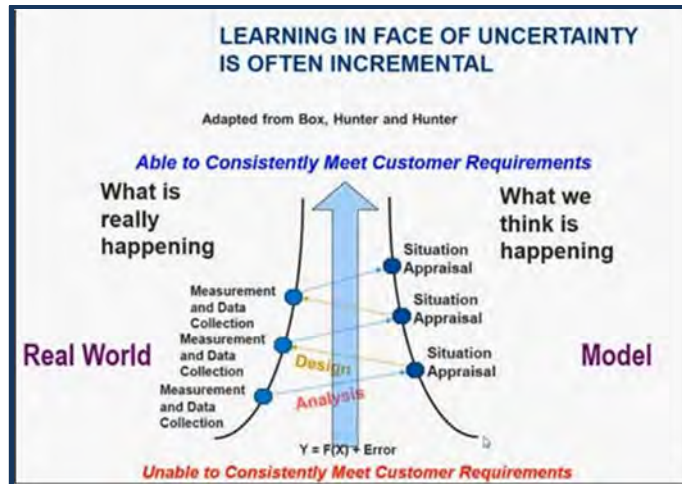 LEARNING IN FACE OF UNCERTAINTY
IS OFTEN INCREMENTAL
Adapted from Box, Hunter and Hunter
Able to Consistently Meet Customer Requirements
What is
really
happening
What we
think is
happening
Situation
Appraisal
Measurement
and Data
Collection
Situation
Appraisal
Real World
Measurement
and Data
Collection
Design
Situation
Appraisal
Model
Measurement
and Data
Collection
Analysis
Y = F(X) + Error
Unable to Consistently Meet Customer Requirements